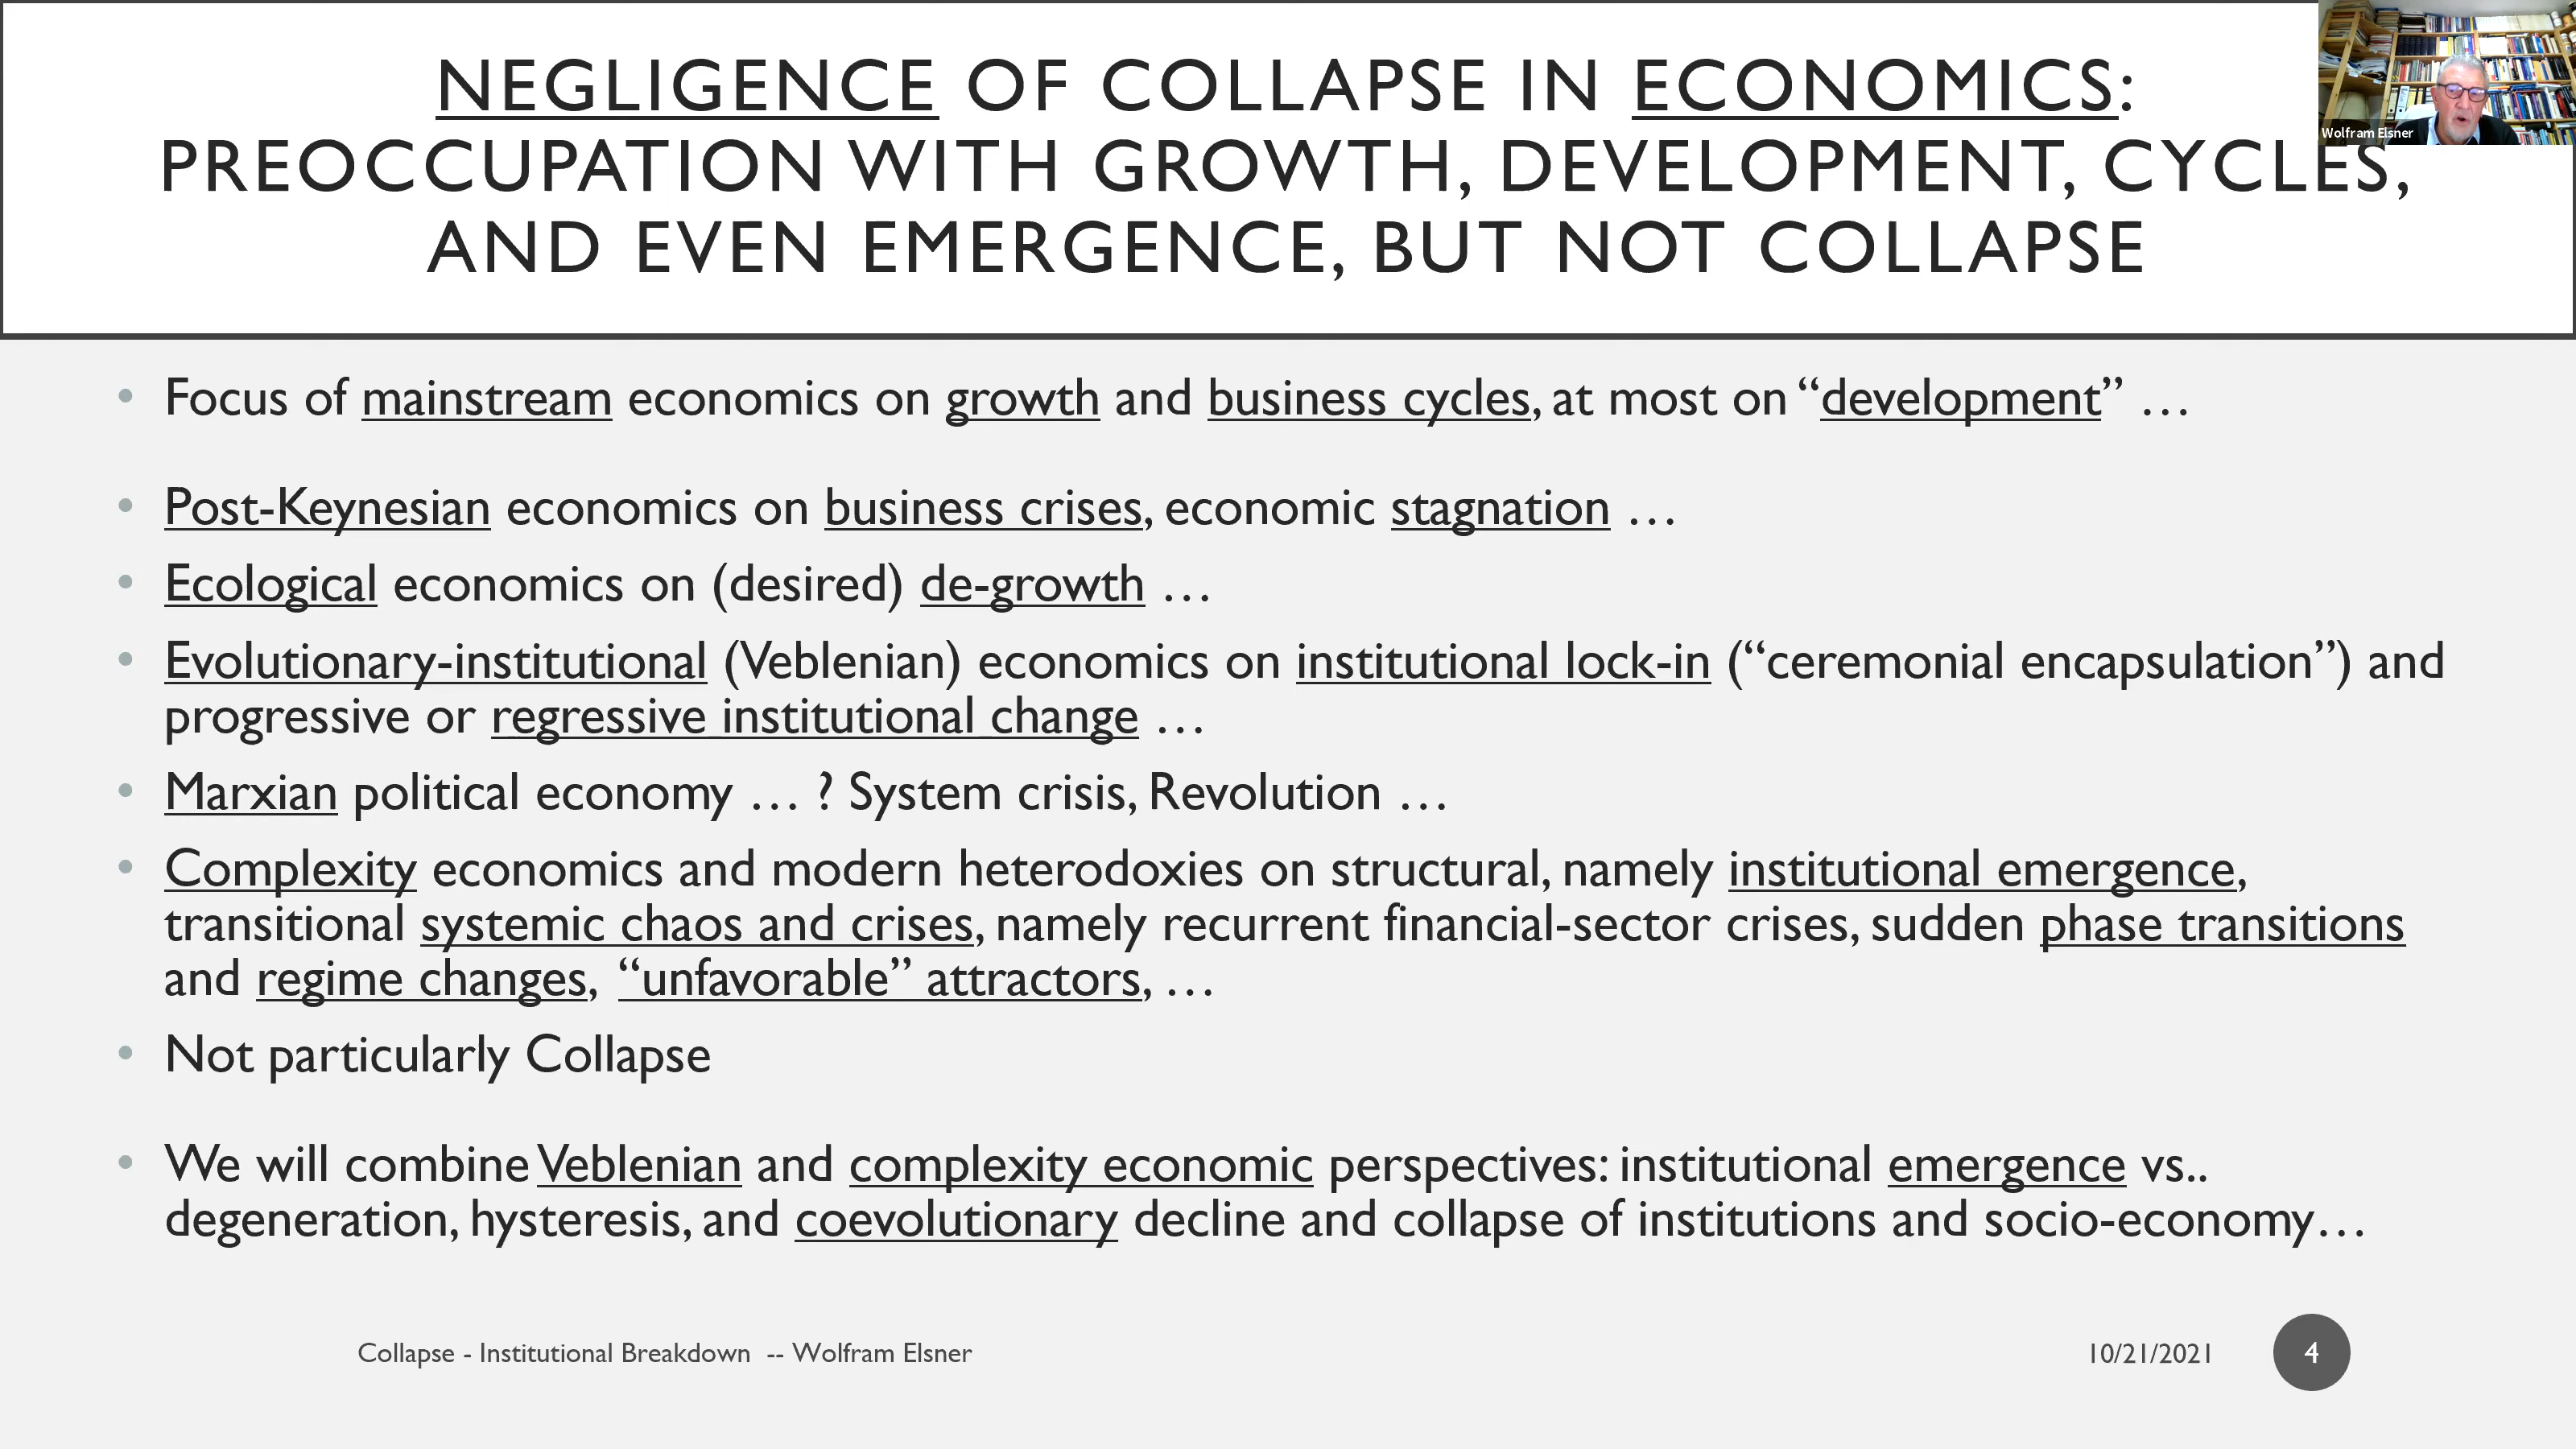 NEGLIGENCE OF COLLAPSE IN ECONOMICS:
PREOCCUPATION WITH GROWTH, DEVELOPMENT, CYCLES,
AND EVEN EMERGENCE, BUT NOT COLLAPSE
Wolfram Elsner
• Focus of mainstream economics on growth and business cycles, at most on “development” …
• Post-Keynesian economics on business crises, economic stagnation …
• Ecological economics on (desired) de-growth …
• Evolutionary-institutional (Veblenian) economics on institutional lock-in (“ceremonial encapsulation”) and
progressive or regressive institutional change …
• Marxian political economy … ? System crisis, Revolution …
• Complexity economics and modern heterodoxies on structural, namely institutional emergence,
transitional systemic chaos and crises, namely recurrent financial-sector crises, sudden phase transitions
and regime changes, “unfavorable” attractors, …
• Not particularly Collapse
• We will combine Veblenian and complexity economic perspectives: institutional emergence vs..
degeneration, hysteresis, and coevolutionary decline and collapse of institutions and socio-economy…
Collapse - Institutional Breakdown -- Wolfram Elsner
10/21/2021
4